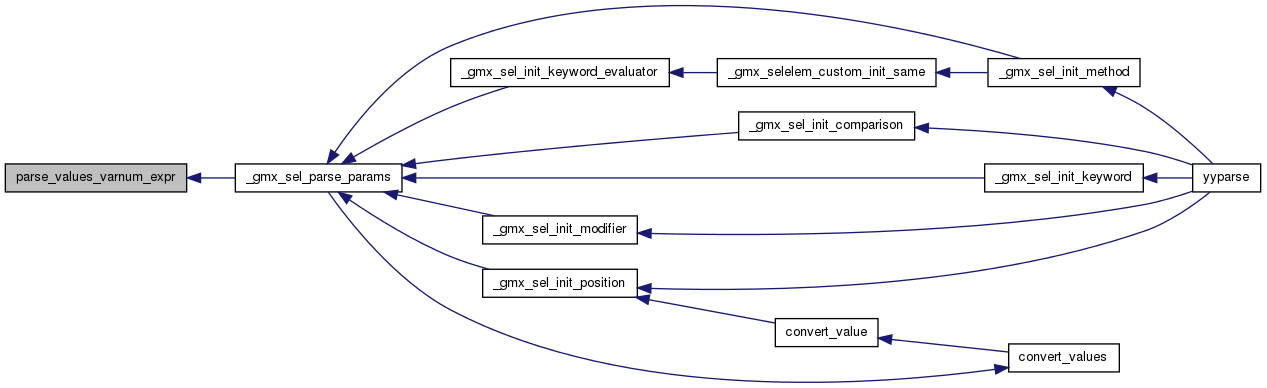 _gmx_sel_init_keyword_evaluator
_gmx_selelem_custom_init_same
_gmx_sel_init_method
_gmx_sel_init_comparison
parse_values_varnum_expr
_gmx_sel_parse_params
_gmx_sel_init_keyword
yyparse
_gmx_sel_init_modifier
_gmx_sel_init_position
convert_value
convert_values